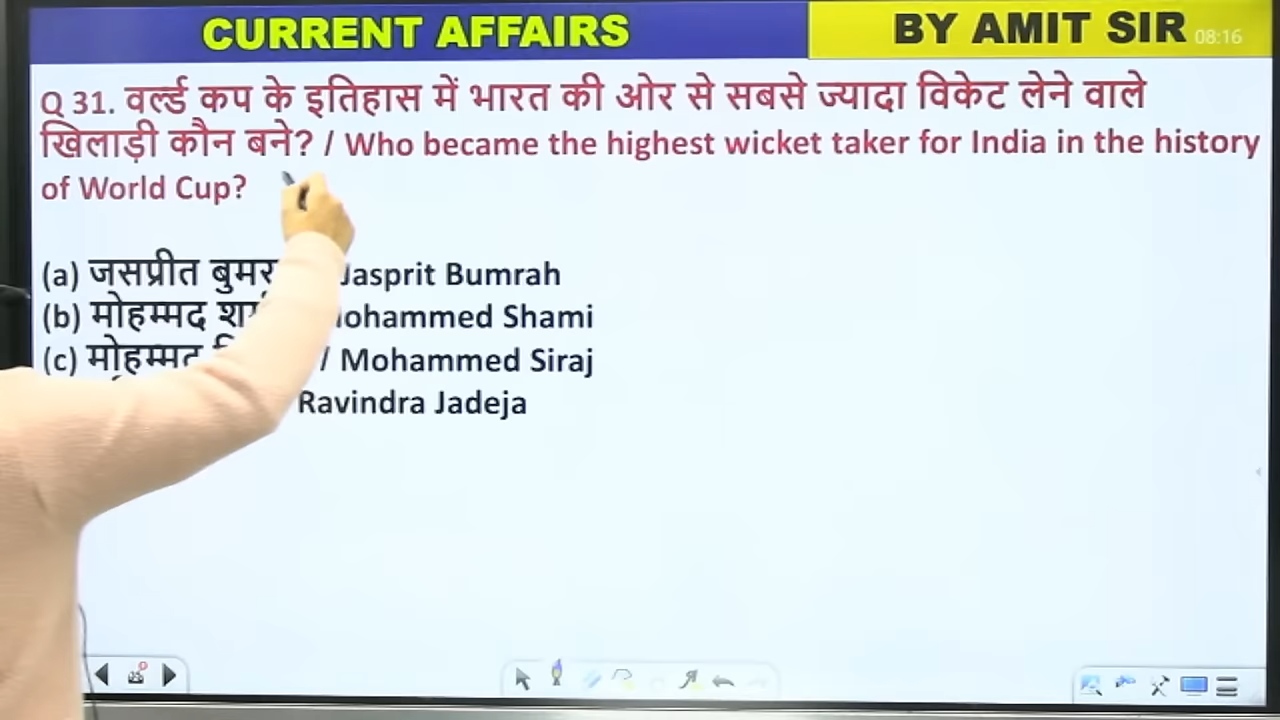 CURRENT AFFAIRS
BY AMIT SIR
08:16
Q 31. वर्ल्ड कप के इतिहास में भारत की ओर से सबसे ज्यादा विकेट लेने वाले
खिलाड़ी कौन बने? / Who became the highest wicket taker for India in the history
of World Cup?
(a) जसप्रीत Jasprit Bumrah
(b) मोहम्मद Shami
(c) मोहम्मद / Mohammed Siraj
Ravindra Jadeja